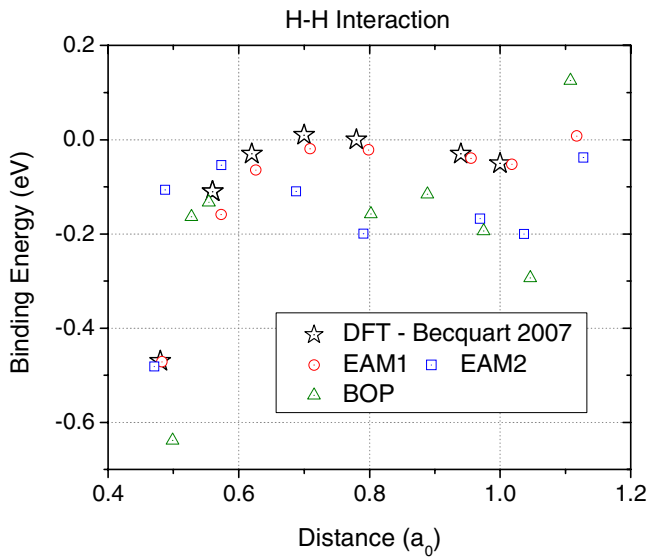 H-H Interaction
0.2
0.0
-0.2
-0.4
-0.6
Binding Energy (eV)
DFT - Becquart 2007
EAM1 EAM2
BOP
0.4 0.6 0.8 1.0 1.2
Distance (a0)